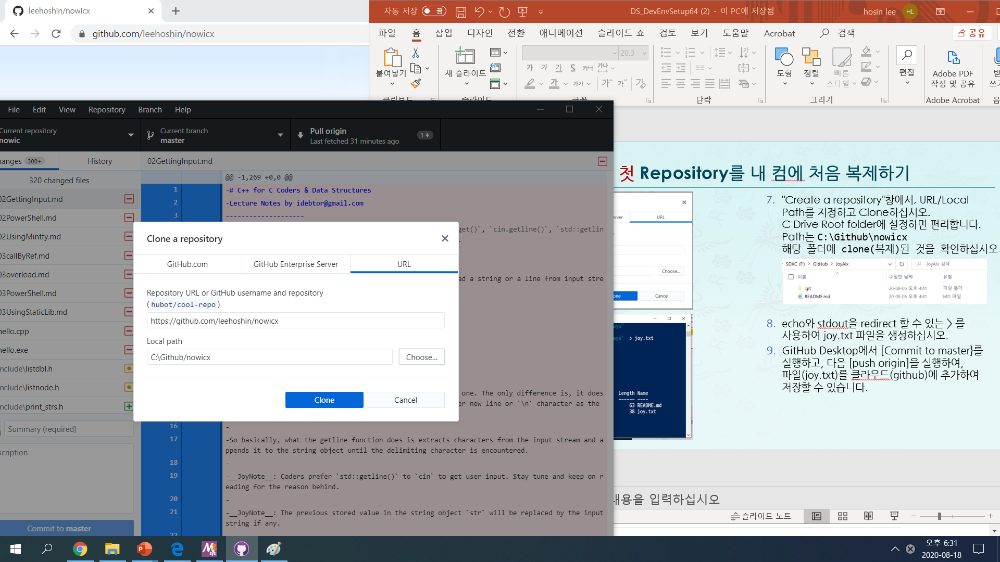 leehoshin/nowicx
github.com/leehoshin/nowicx
자동 저장 끔
DS_DevEnvSetup64 (2) - 이 PC에 저장됨
hosin lee HL
파일 홈 삽입 디자인 전환 애니메이션 슬라이드 쇼 검토 보기 도움말 Acrobat 검색 공유
붙여넣기
새 슬라이드
20.3
도형
정렬
빠른
스타일
편집
Adobe PDF
작성 및 공유
클립보드 슬라이드 글꼴 단락 그리기 Adobe Acrobat
File Edit View Repository Branch Help
Current repository
nowic
Current branch
master
Pull origin
Last fetched 31 minutes ago
1
anges 300+
History
320 changed files
02GettingInput.md
02PowerShell.md
02UsingMintty.md
03callByRef.md
03overload.md
03PowerShell.md
03UsingStaticLib.md
hello.cpp
hello.exe
nclude\listdbl.h
nclude\listnode.h
nclude\print_strs.h
Summary (required)
scription
Commit to master
02GettingInput.md
@@ -1,269 +0,0 @@
1 -# C++ for C Coders & Data Structures
2 -Lecture Notes by idebtor@gmail.com
3 --------------------
get()`, `cin.getline()`, `std::getlin
ad a string or a line from input stre
one. The only difference is, it does
er new line or `\n` character as the
16 -
17 -So basically, what the getline function does is extracts characters from the input stream and a
ppends it to the string object until the delimiting character is encountered.
18 -
19 -__JoyNote__: Coders prefer `std::getline()` to `cin` to get user input. Stay tune and keep on r
eading for the reason behind.
20 -
21 -__JoyNote__: The previous stored value in the string object `str` will be replaced by the input
string if any.
22
Clone a repository
GitHub.com
GitHub Enterprise Server
URL
Repository URL or GitHub username and repository
(hubot/cool-repo)
https://github.com/leehoshin/nowicx
Local path
C:\Github/nowicx
Choose...
Clone
Cancel
첫 Repository를 내 컴에 처음 복제하기
erver
URL
Choose...
one
Cancel
ays"
ays" > joy.txt
Length Name
------ ----
63 README.md
38 joy.txt
7. "Create a repository"창에서, URL/Local
Path를 지정하고 Clone하십시오.
C Drive Root folder에 설정하면 편리합니다.
Path는 C:\Github\nowicx
해당 폴더에 clone(복제)된 것을 확인하십시오
SDXC (F:) > GitHub > JoyAlx
JoyAlx 검색
이름 수정한 날짜 유형
.git 20-08-05 오후 4:41 파일 폴더
README.md 20-08-05 오후 4:41 MD 파일
8. echo와 stdout을 redirect 할 수 있는 > 를
사용하여 joy.txt 파일을 생성하십시오.
9. GitHub Desktop에서 [Commit to master}를
실행하고, 다음 [push origin]을 실행하여,
파일(joy.txt)를 클라우드(github)에 추가하여
저장할 수 있습니다.
내용을 입력하십시오
슬라이드 노트
오후 6:31
2020-08-18